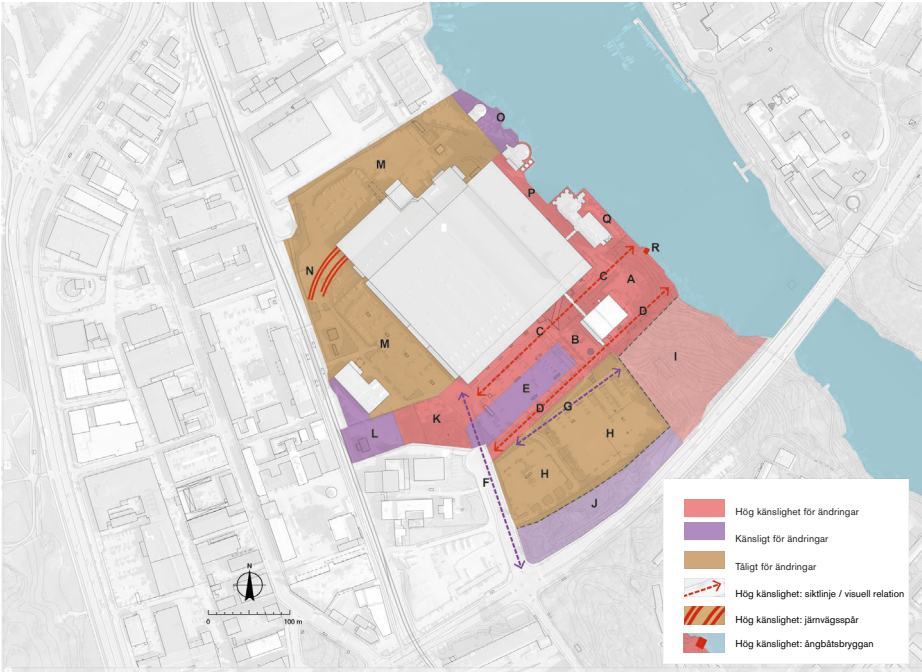 O
M
P
Q
R
N
C
A
D
C
B
I
M
E
D
G
K
L
H
F
H
J
N
0
100 m
Hög känslighet för ändringar
Känsligt för ändringar
Tåligt för ändringar
Hög känslighet: siktlinje / visuell relation
Hög känslighet: järnvägsspår
Hög känslighet: ångbåtsbryggan